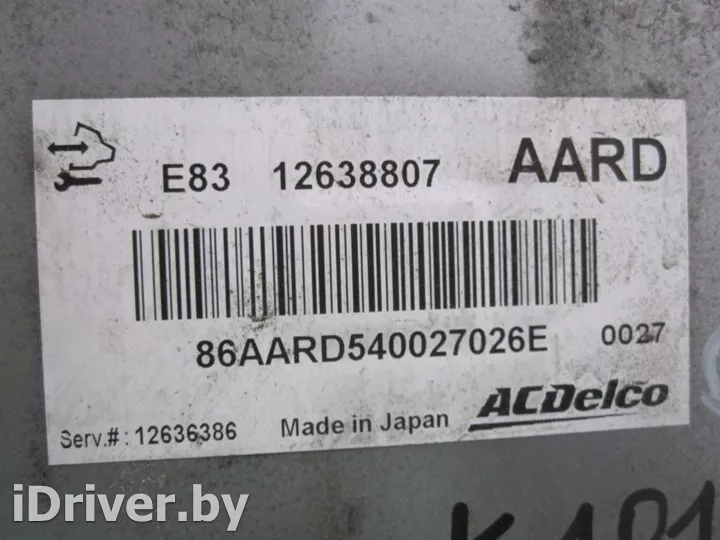 E83 12638807 AARD
86AARD540027026E 0027
Serv.#: 12636386 Made in Japan ACDelco
iDriver.by